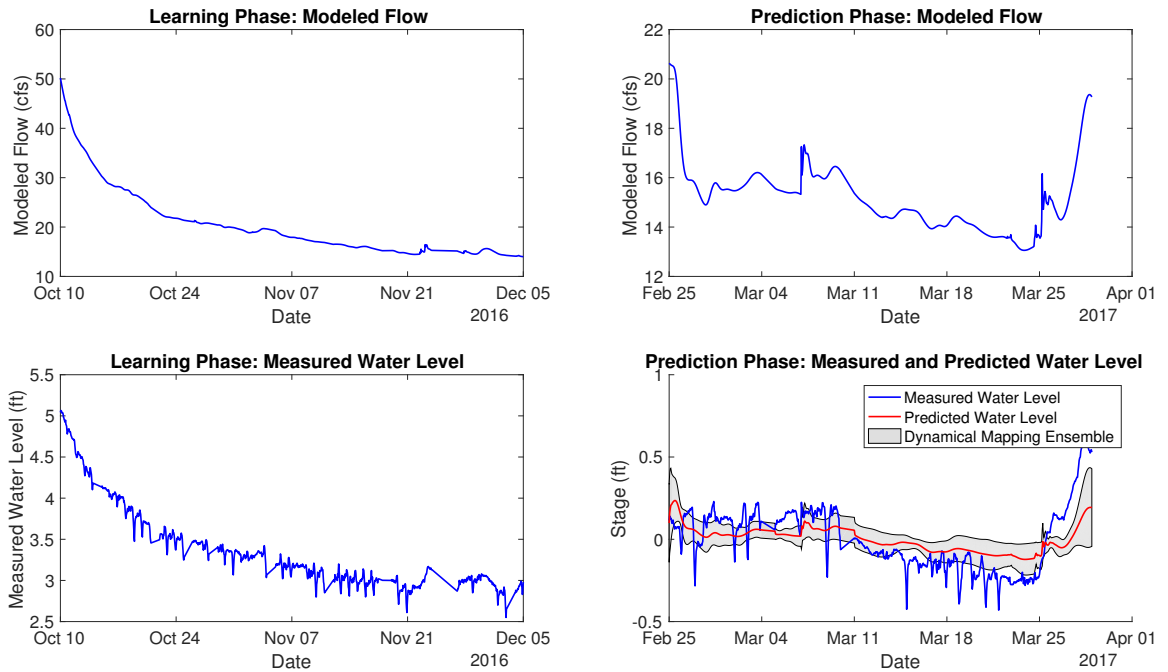 Learning Phase: Modeled Flow
60
50
40
30
20
10
Modeled Flow (cfs)
Oct 10 Oct 24 Nov 07 Nov 21 Dec 05
Date
2016
Prediction Phase: Modeled Flow
22
20
18
16
14
12
Modeled Flow (cfs)
Feb 25 Mar 04 Mar 11 Mar 18 Mar 25 Apr 01
Date
2017
Learning Phase: Measured Water Level
5.5
5
4.5
4
3.5
3
2.5
Measured Water Level (ft)
Oct 10 Oct 24 Nov 07 Nov 21 Dec 05
Date
2016
Prediction Phase: Measured and Predicted Water Level
1
0.5
0
-0.5
Stage (ft)
Measured Water Level
Predicted Water Level
Dynamical Mapping Ensemble
Feb 25 Mar 04 Mar 11 Mar 18 Mar 25 Apr 01
Date
2017